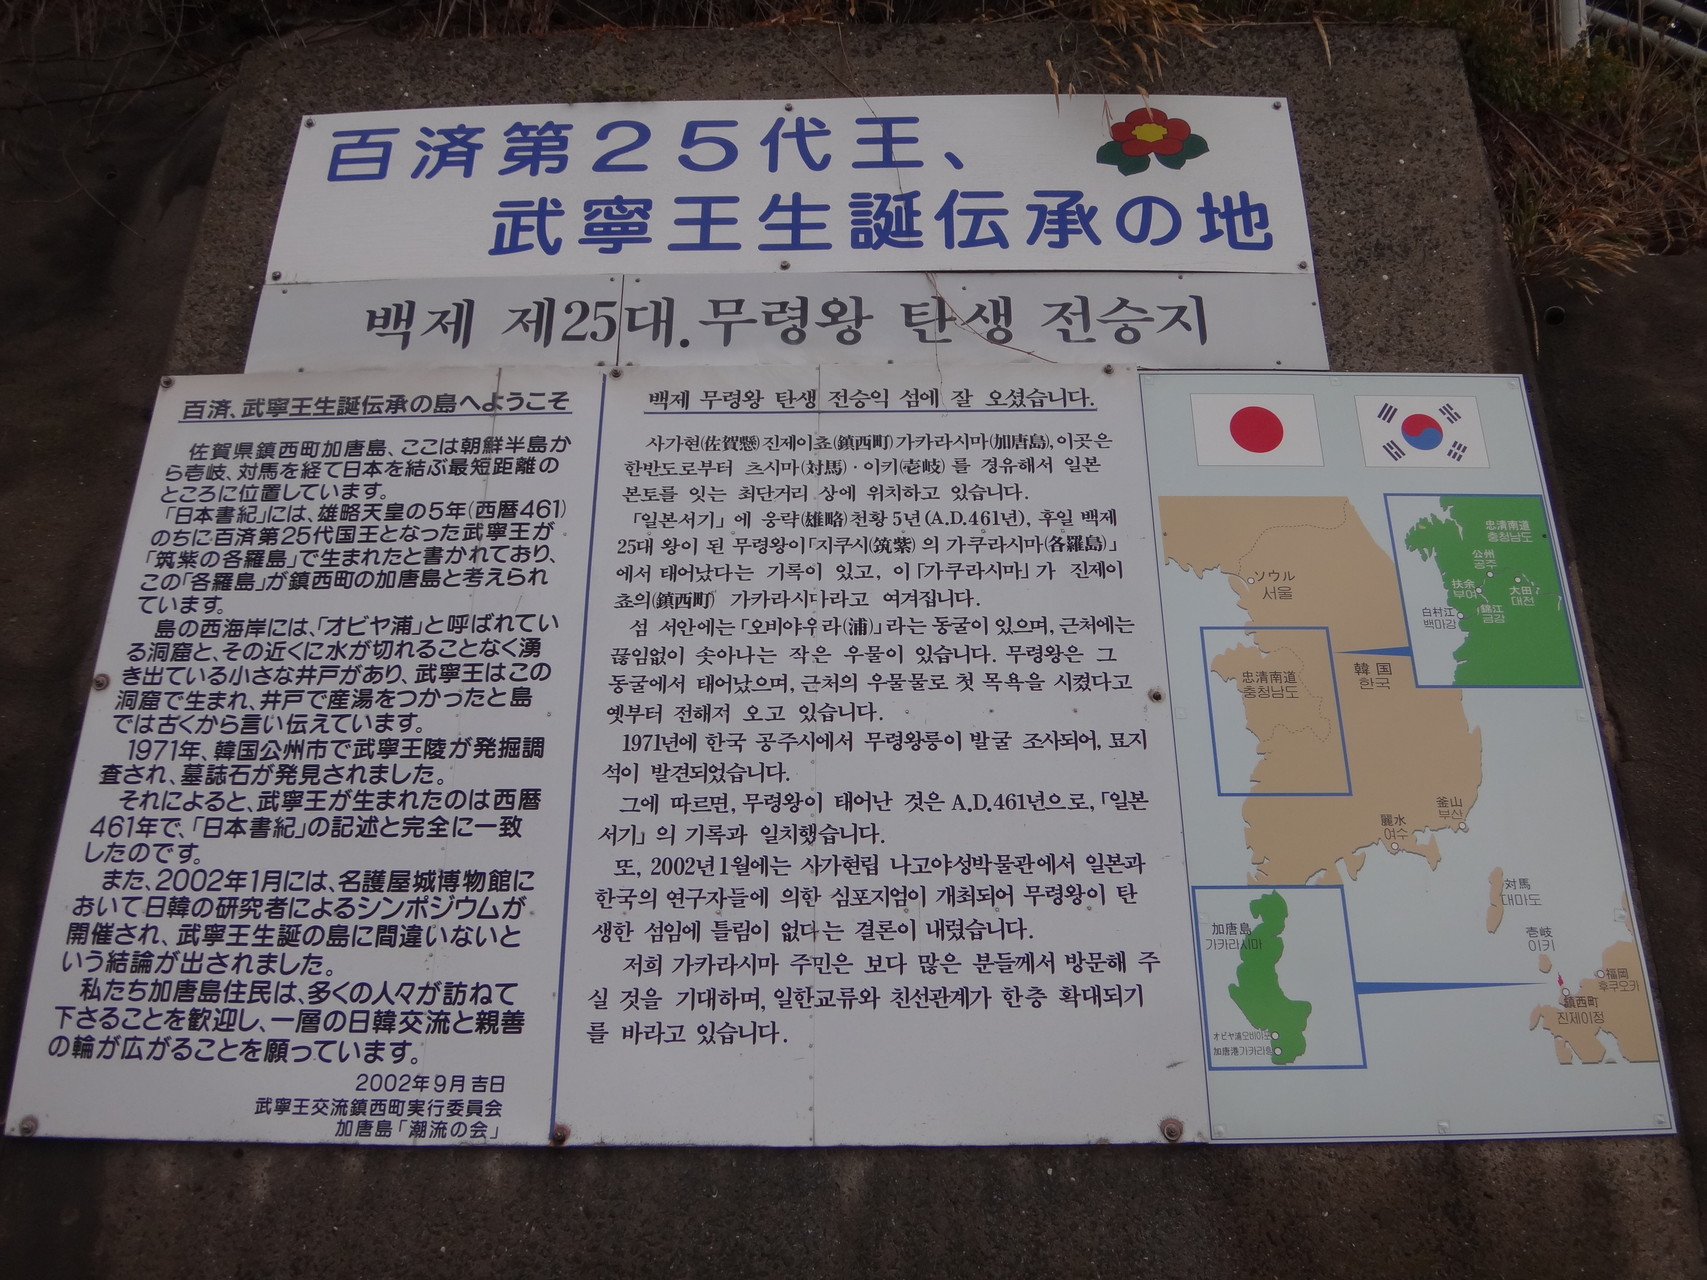 百済第25代王、
武寧王生誕伝承の地
백제 제25대.무령왕 탄생 전승지
百済、武寧王生誕伝承の島へようこそ
佐賀県鎮西町加唐島、ここは朝鮮半島か
ら壱岐、対馬を経て日本を結ぶ最短距離の
ところに位置しています。
「日本書紀」には、雄略天皇の5年(西暦461)
のちに百済第25代国王となった武寧王が
「筑紫の各羅島」で生まれたと書かれており、
この「各羅島」が鎮西町の加唐島と考えられ
ています。
島の西海岸には、「オビヤ浦」と呼ばれてい
る洞窟と、その近くに水が切れることなく湧
き出ている小さな井戸があり、武寧王はこの
洞窟で生まれ、井戸で産湯をつかったと島
では古くから言い伝えています。
1971年、韓国公州市で武寧王陵が発掘調
査され、墓誌石が発見されました。
それによると、武寧王が生まれたのは西暦
461年で、「日本書紀」の記述と完全に一致
したのです。
また、2002年1月には、名護屋城博物館に
おいて日韓の研究者によるシンポジウムが
開催され、武寧王生誕の島に間違いないと
いう結論が出されました。
私たち加唐島住民は、多くの人々が訪ねて
下さることを歓迎し、一層の日韓交流と親善
の輪が広がることを願っています。
2002年9月吉日
武寧王交流鎮西町実行委員会
加唐島「潮流の会」
백제 무령왕 탄생 전승익 섬에 잘 오셨습니다.
사가현(佐賀懸)진제이쵸(鎮西町)가카라시마(加唐島), 이곳은
한반도로부터 츠시마(対馬)·이키(壱岐)를 경유해서 일본
본토를 잇는 최단거리 상에 위치하고 있습니다.
「일본서기」에 웅략(雄略)천황 5년(A.D.461년), 후일 백제
25대 왕이 된 무령왕이「지쿠시(筑紫)의 가쿠라시마(各羅島)」
에서 태어났다는 기록이 있고, 이「가쿠라시마」가 진제이
쵸의(鎮西町) 가카라시마라고 여겨집니다.
섬 서안에는「오비야우라(浦)」라는 동굴이 있으며, 근처에는
끊임없이 솟아나는 작은 우물이 있습니다. 무령왕은 그
동굴에서 태어났으며, 근처의 우물물로 첫 목욕을 시켰다고
옛부터 전해져 오고 있습니다.
1971년에 한국 공주시에서 무령왕릉이 발굴 조사되어, 묘지
석이 발견되었습니다.
그에 따르면, 무령왕이 태어난 것은 A.D.461년으로,「일본
서기」의 기록과 일치했습니다.
또, 2002년1월에는 사가현립 나고야성박물관에서 일본과
한국의 연구자들에 의한 심포지엄이 개최되어 무령왕이 탄
생한 섬임에 틀림이 없다는 결론이 내렸습니다.
저희 가카라시마 주민은 보다 많은 분들께서 방문해 주
실 것을 기대하며, 일한교류와 친선관계가 한층 확대되기
를 바라고 있습니다.
忠清南道
충청남도
公州
공주
扶余
부여
大田
대전
白村江
백마강
錦江
금강
ソウル
서울
忠清南道
충청남도
韓国
한국
釜山
부산
麗水
여수
対馬
대마도
壱岐
이키
福岡
후쿠오카
鎮西町
진제이정
加唐島
가카라시마
オビヤ浦
加唐港